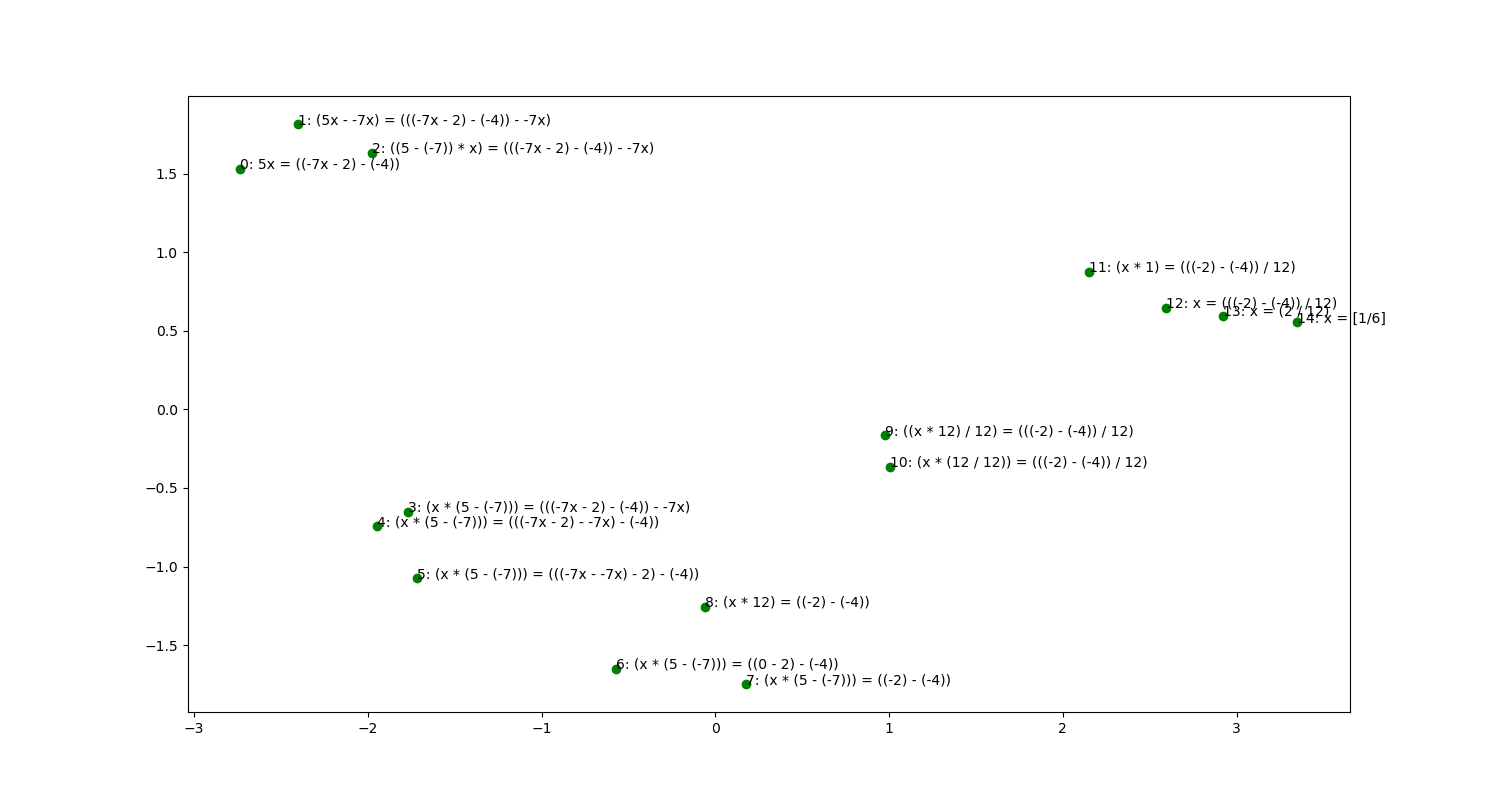 1: (5x - -7x) = (((-7x - 2) - (-4)) - -7x)
2: ((5 - (-7)) * x) = (((-7x - 2) - (-4)) - -7x)
0: 5x = ((-7x - 2) - (-4))
1.5
1.0
11: (x * 1) = (((-2) - (-4)) / 12)
12: x = (((-2) - (-4)) / 12)
13: x = (2 / 12)
14: x = [1/6]
0.5
0.0
9: ((x * 12) / 12) = (((-2) - (-4)) / 12)
10: (x * (12 / 12)) = (((-2) - (-4)) / 12)
−0.5
3: (x * (5 - (-7))) = (((-7x - 2) - (-4)) - -7x)
4: (x * (5 - (-7))) = (((-7x - 2) - -7x) - (-4))
−1.0
5: (x * (5 - (-7))) = (((-7x - -7x) - 2) - (-4))
8: (x * 12) = ((-2) - (-4))
−1.5
6: (x * (5 - (-7))) = ((0 - 2) - (-4))
7: (x * (5 - (-7))) = ((-2) - (-4))
−3 −2 −1 0 1 2 3